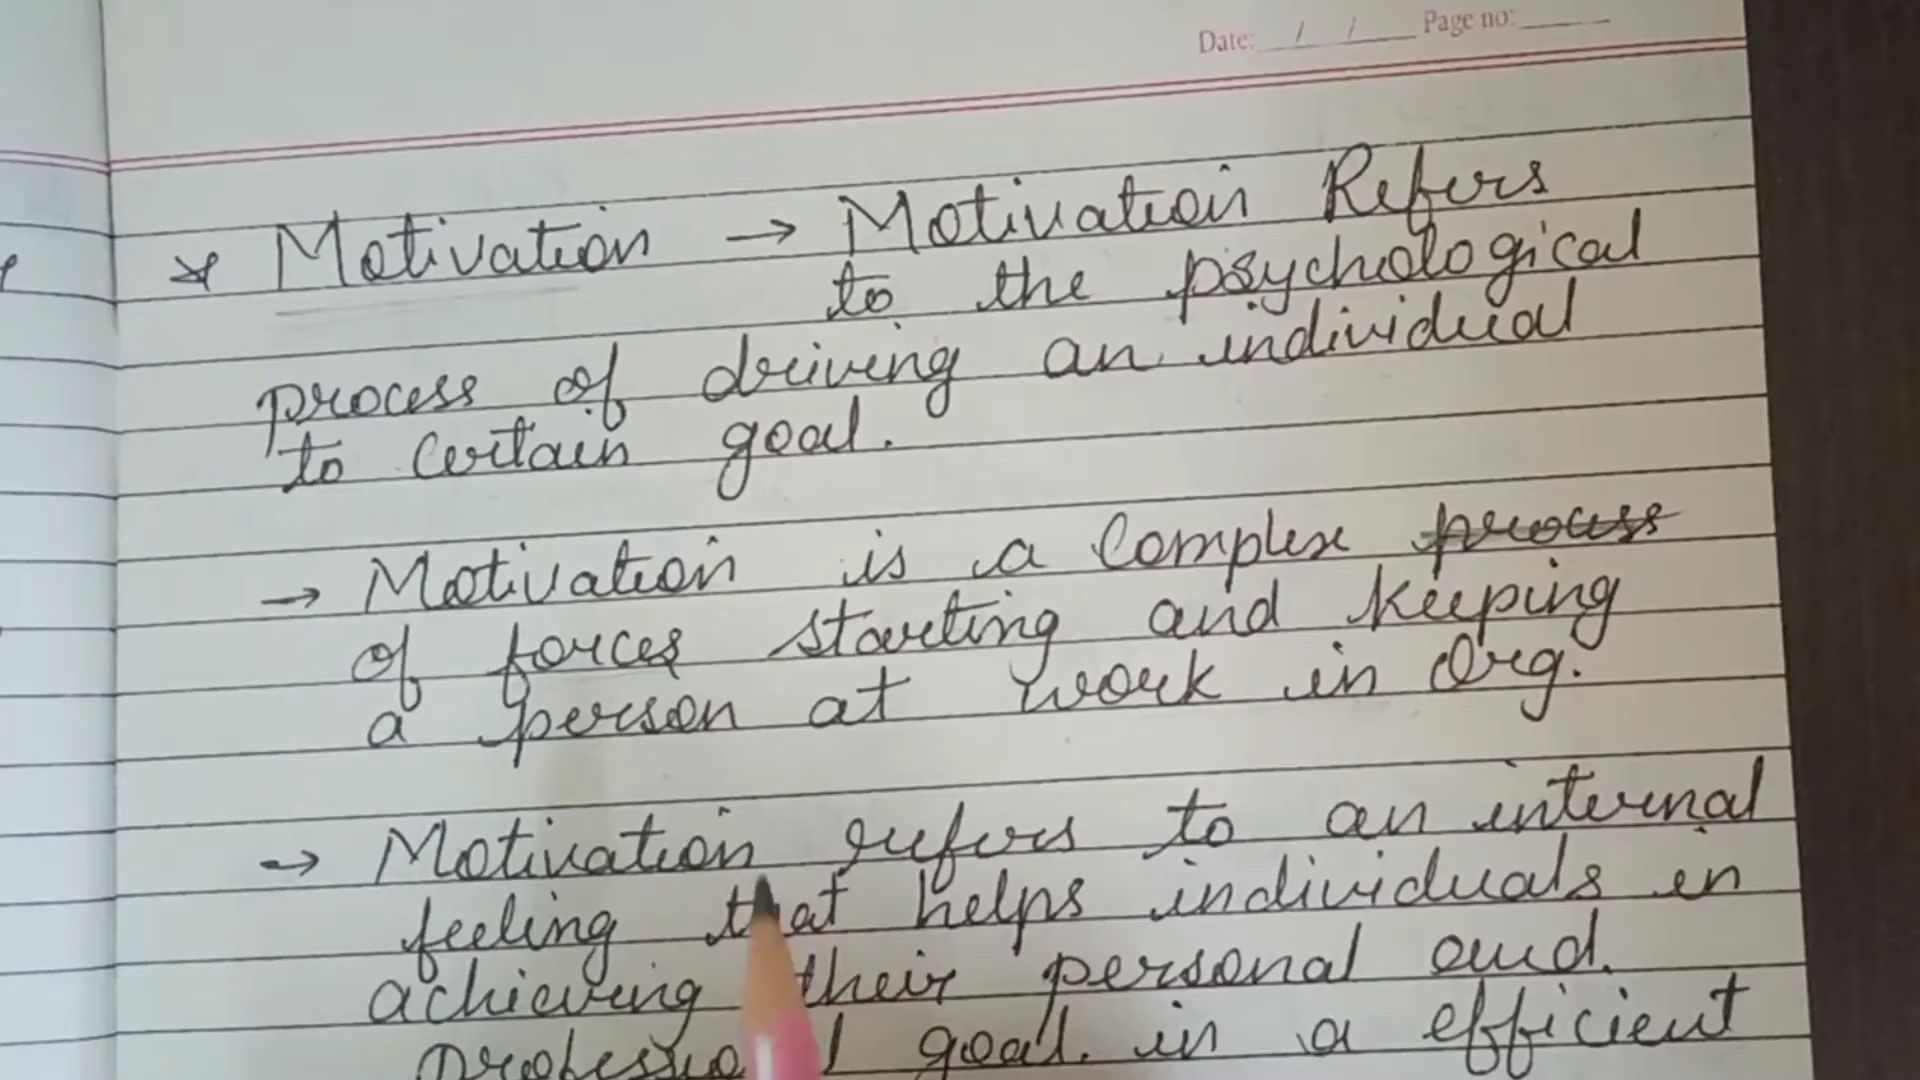 Date: / / Page no:
* Motivation → Motivation Refers
to the psychological
process of driving an individual
to certain goal.
→ Motivation is a complex process
of forces starting and keeping
a person at work in org.
→ Motivation refers to an internal
feeling that helps individuals in
achieving their personal and
professional goal in a efficient